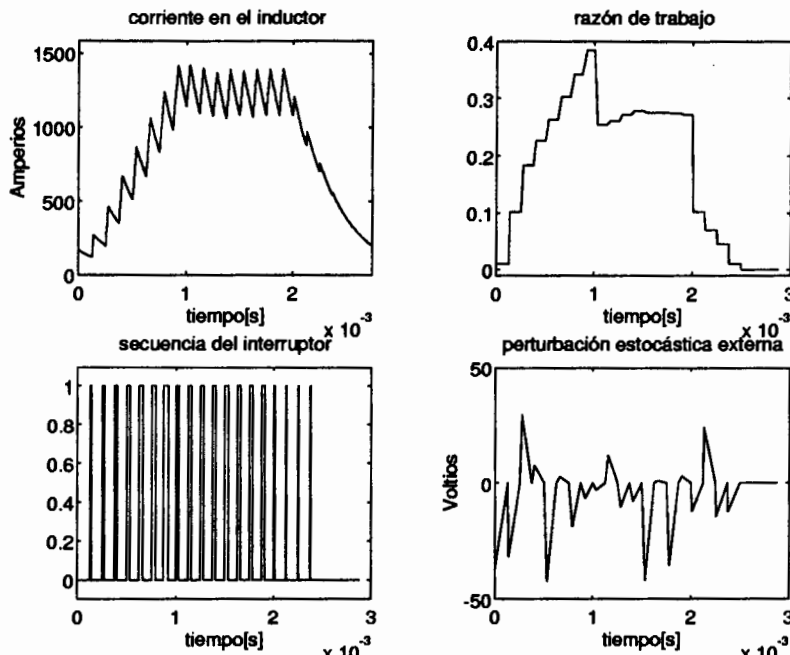 corriente en el inductor
Amperios
1500
1000
500
0
0
1
2
tiempo[s]
x 10-3
razón de trabajo
0.4
0.3
0.2
0.1
0
0
1
2
3
tiempo[s]
x 10-3
secuencia del interruptor
1
0.8
0.6
0.4
0.2
0
0
1
2
3
tiempo[s]
x 10-3
perturbación estocástica externa
Voltios
50
0
-50
0
1
2
3
tiempo[s]
x 10-3